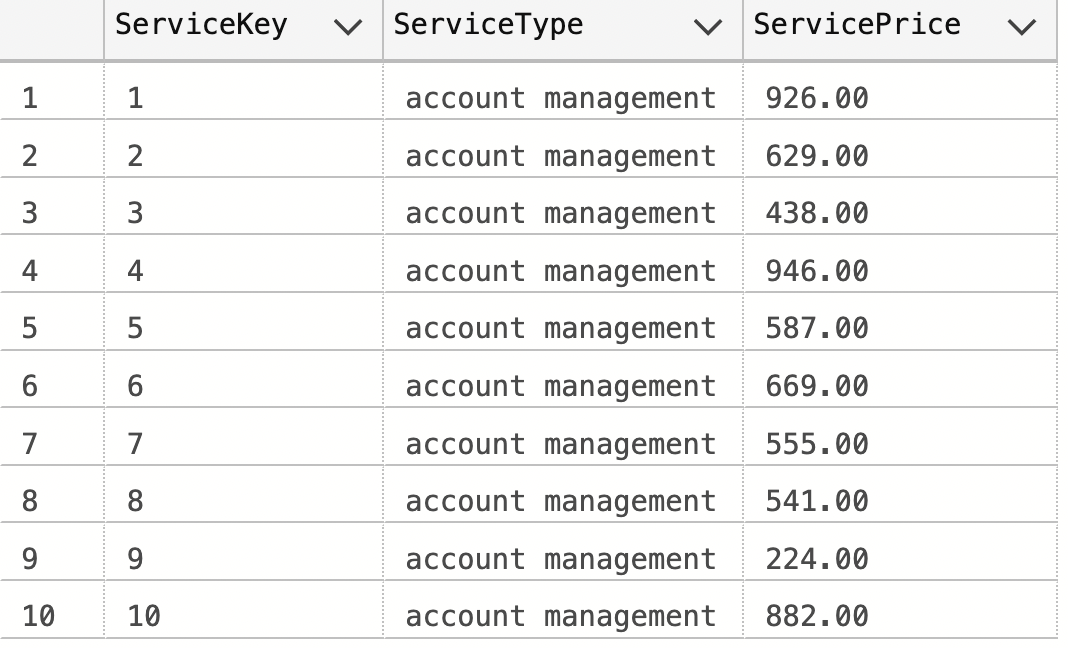 ServiceKey ServiceType ServicePrice
1 1 account management 926.00
2 2 account management 629.00
3 3 account management 438.00
4 4 account management 946.00
5 5 account management 587.00
6 6 account management 669.00
7 7 account management 555.00
8 8 account management 541.00
9 9 account management 224.00
10 10 account management 882.00